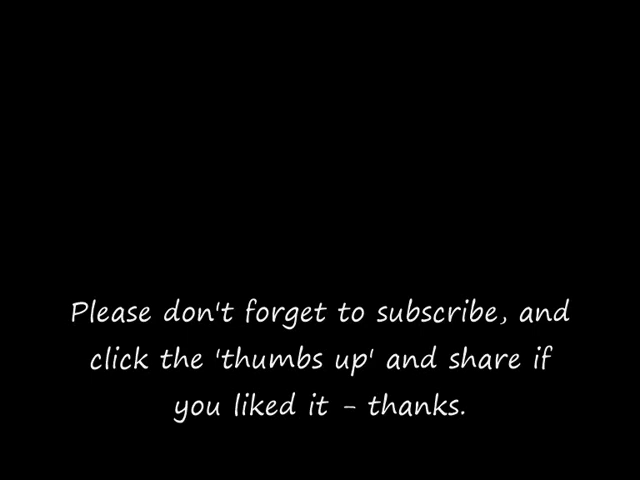 Please don't forget to subscribe, and
click the 'thumbs up' and share if
you liked it - thanks.